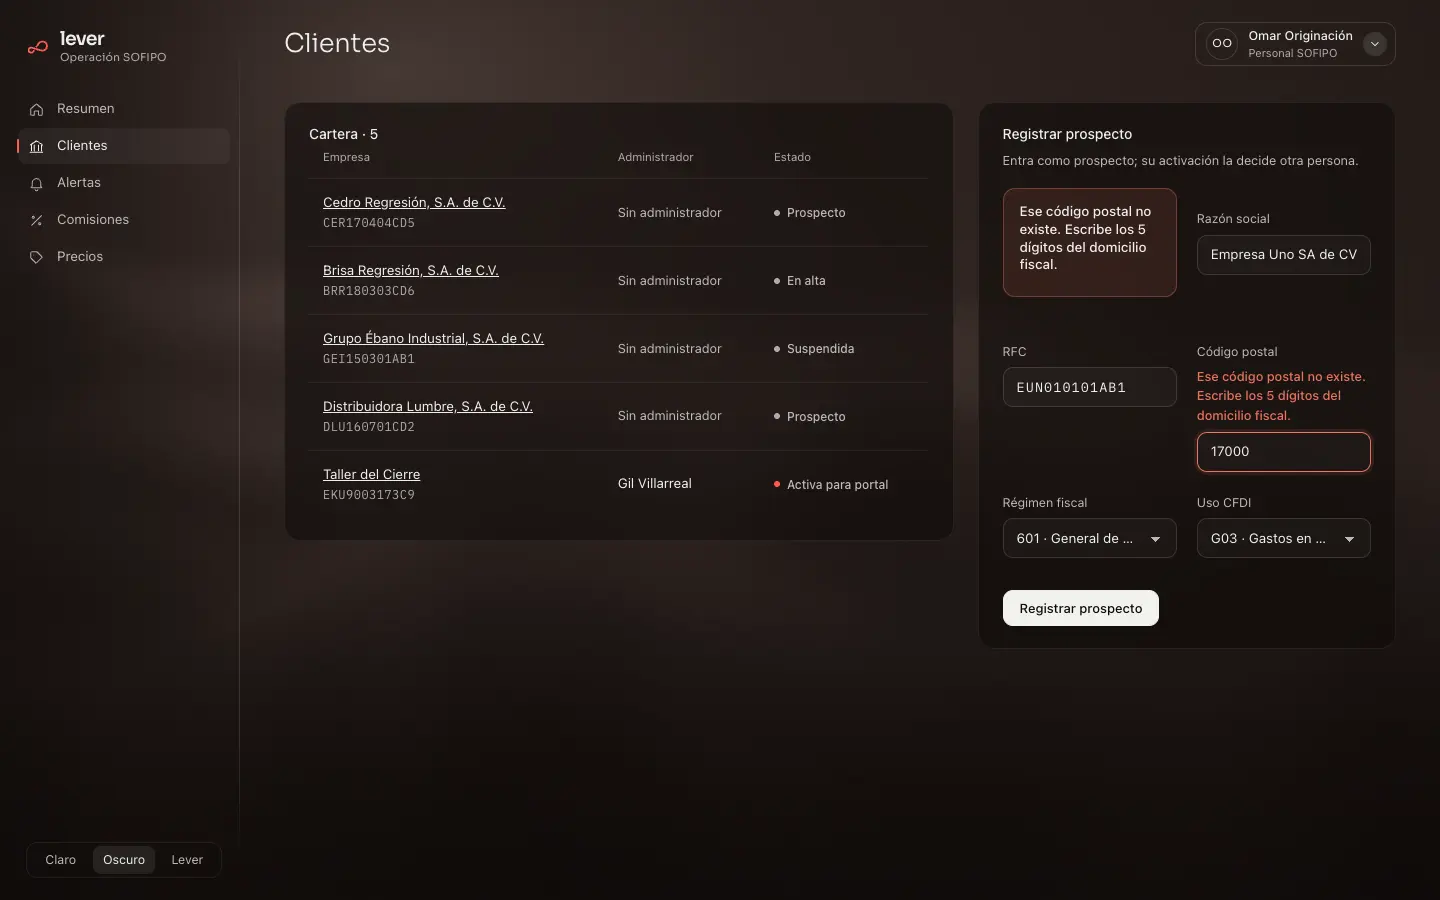 lever
Operación SOFIPO
Resumen
Clientes
Alertas
Comisiones
Precios
Claro
Oscuro
Lever
Clientes
OO
Omar Originación
Personal SOFIPO
Cartera · 5
Empresa
Administrador
Estado
Cedro Regresión, S.A. de C.V.
CER170404CD5
Sin administrador
Prospecto
Brisa Regresión, S.A. de C.V.
BRR180303CD6
Sin administrador
En alta
Grupo Ébano Industrial, S.A. de C.V.
GEI150301AB1
Sin administrador
Suspendida
Distribuidora Lumbre, S.A. de C.V.
DLU160701CD2
Sin administrador
Prospecto
Taller del Cierre
EKU9003173C9
Gil Villarreal
Activa para portal
Registrar prospecto
Entra como prospecto; su activación la decide otra persona.
Ese código postal no
existe. Escribe los 5
dígitos del domicilio
fiscal.
Razón social
Empresa Uno SA de CV
RFC
EUN010101AB1
Código postal
Ese código postal no existe.
Escribe los 5 dígitos del
domicilio fiscal.
17000
Régimen fiscal
601 · General de ...
Uso CFDI
G03 · Gastos en ...
Registrar prospecto